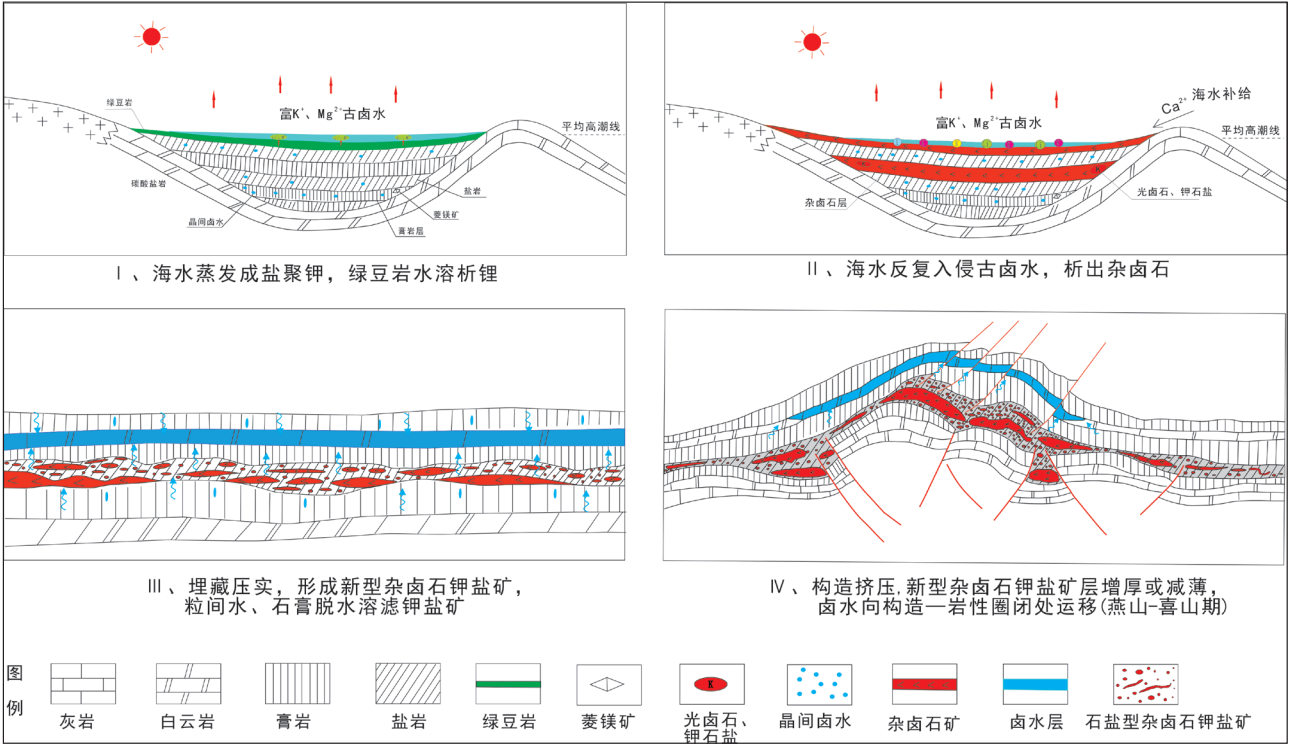 富K⁺、Mg²⁺古卤水
绿豆岩
平均高潮线
碳酸盐岩
盐岩
菱镁矿
晶间卤水
膏岩层
Ⅰ、海水蒸发成盐聚钾，绿豆岩水溶析锂
Ca²⁺ 海水补给
富K⁺、Mg²⁺古卤水
平均高潮线
K
杂卤石层
光卤石、钾石盐
Ⅱ、海水反复入侵古卤水，析出杂卤石
Ⅲ、埋藏压实，形成新型杂卤石钾盐矿，
粒间水、石膏脱水溶滤钾盐矿
Ⅳ、构造挤压,新型杂卤石钾盐矿层增厚或减薄，
卤水向构造—岩性圈闭处运移(燕山-喜山期)
图
例
灰岩
白云岩
膏岩
盐岩
绿豆岩
菱镁矿
K
光卤石、
钾石盐
晶间卤水
杂卤石矿
卤水层
石盐型杂卤石钾盐矿